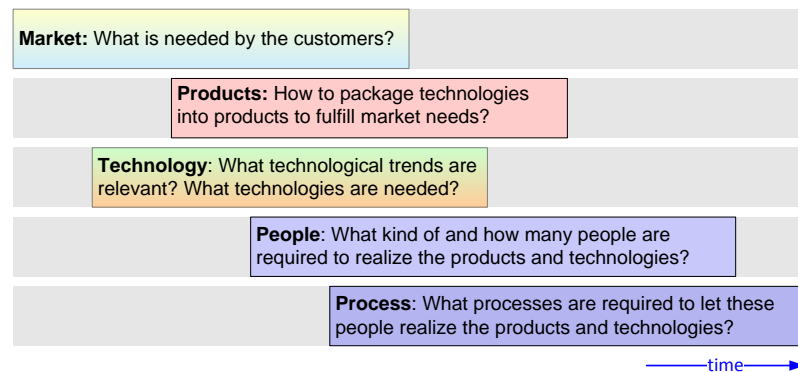 Market: What is needed by the customers?
Products: How to package technologies
into products to fulfill market needs?
Technology: What technological trends are
relevant? What technologies are needed?
People: What kind of and how many people are
required to realize the products and technologies?
Process: What processes are required to let these
people realize the products and technologies?
time